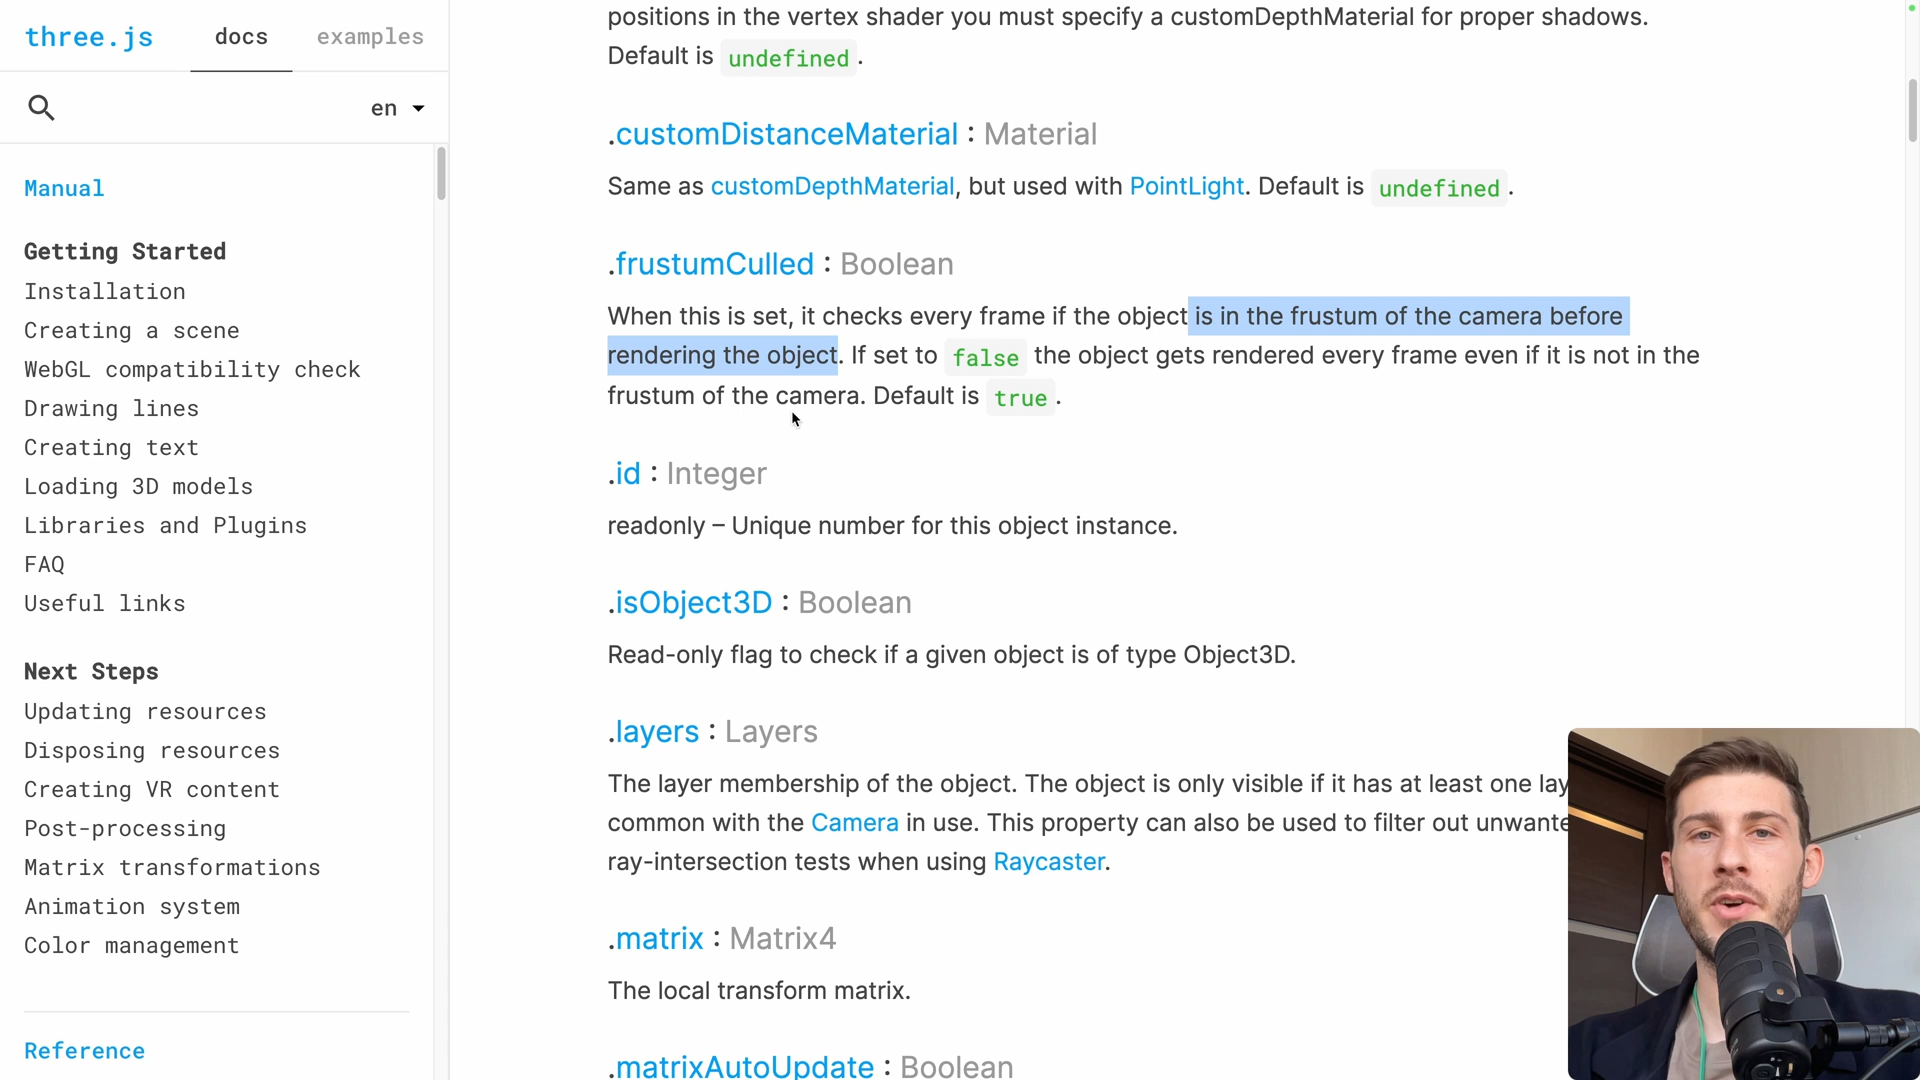 three.js
docs
examples
en
Manual
Getting Started
Installation
Creating a scene
WebGL compatibility check
Drawing lines
Creating text
Loading 3D models
Libraries and Plugins
FAQ
Useful links
Next Steps
Updating resources
Disposing resources
Creating VR content
Post-processing
Matrix transformations
Animation system
Color management
Reference
positions in the vertex shader you must specify a customDepthMaterial for proper shadows.
Default is undefined .
.customDistanceMaterial : Material
Same as customDepthMaterial, but used with PointLight. Default is undefined .
.frustumCulled : Boolean
When this is set, it checks every frame if the object is in the frustum of the camera before
rendering the object. If set to false the object gets rendered every frame even if it is not in the
frustum of the camera. Default is true .
.id : Integer
readonly – Unique number for this object instance.
.isObject3D : Boolean
Read-only flag to check if a given object is of type Object3D.
.layers : Layers
The layer membership of the object. The object is only visible if it has at least one lay
common with the Camera in use. This property can also be used to filter out unwante
ray-intersection tests when using Raycaster.
.matrix : Matrix4
The local transform matrix.
.matrixAutoUpdate : Boolean